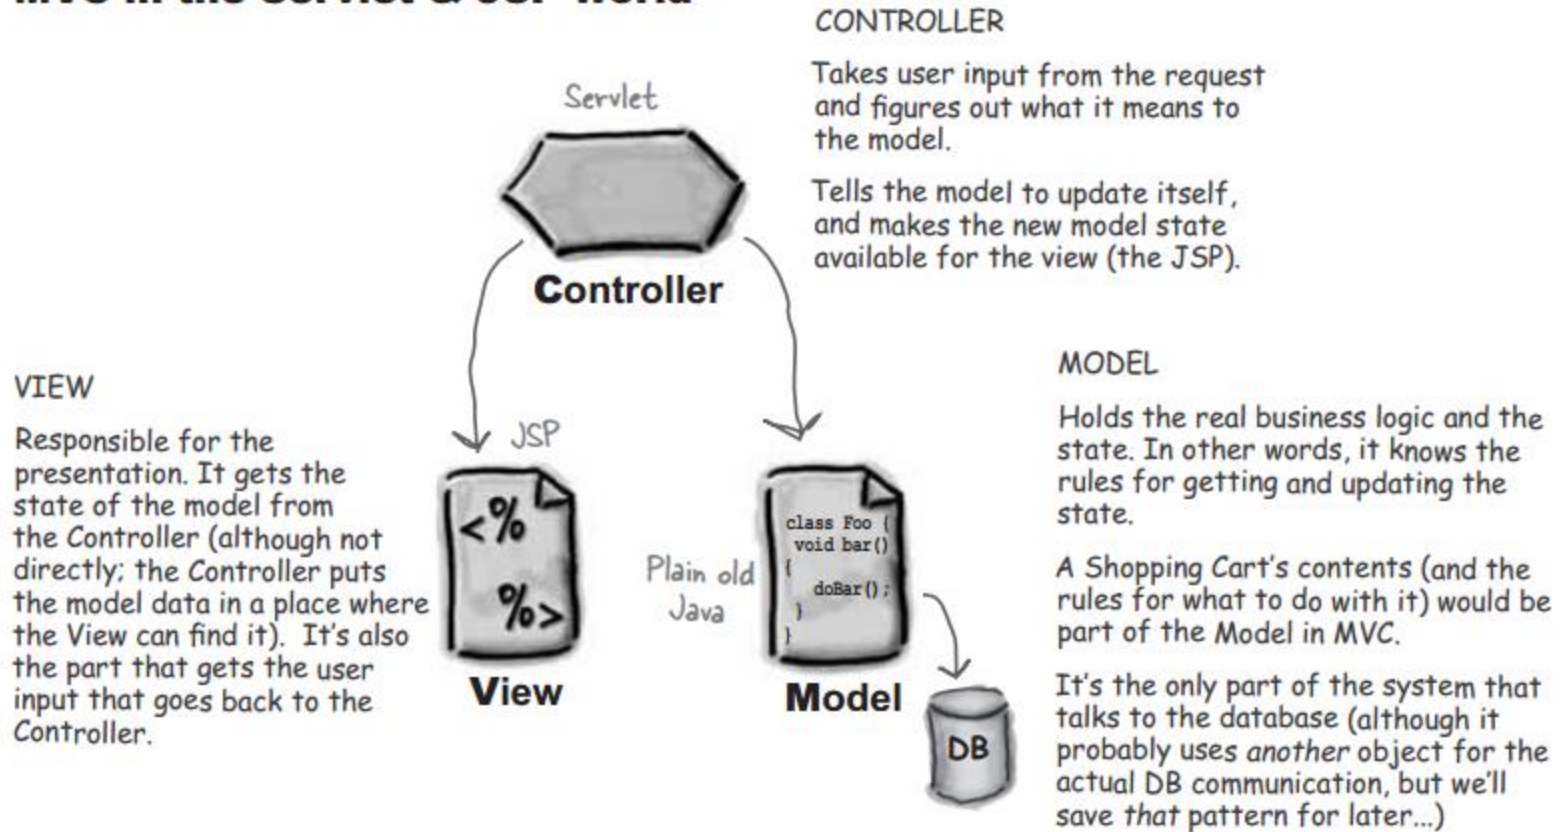 MVC in the Servlet & JSP world
CONTROLLER
Takes user input from the request
and figures out what it means to
the model.
Tells the model to update itself,
and makes the new model state
available for the view (the JSP).
Servlet
Controller
VIEW
Responsible for the
presentation. It gets the
state of the model from
the Controller (although not
directly; the Controller puts
the model data in a place where
the View can find it).  It's also
the part that gets the user
input that goes back to the
Controller.
JSP
<%
%>
View
Plain old
Java
class Foo {
void bar()
{
doBar();
}
}
Model
DB
MODEL
Holds the real business logic and the
state. In other words, it knows the
rules for getting and updating the
state.
A Shopping Cart's contents (and the
rules for what to do with it) would be
part of the Model in MVC.
It's the only part of the system that
talks to the database (although it
probably uses another object for the
actual DB communication, but we'll
save that pattern for later...)